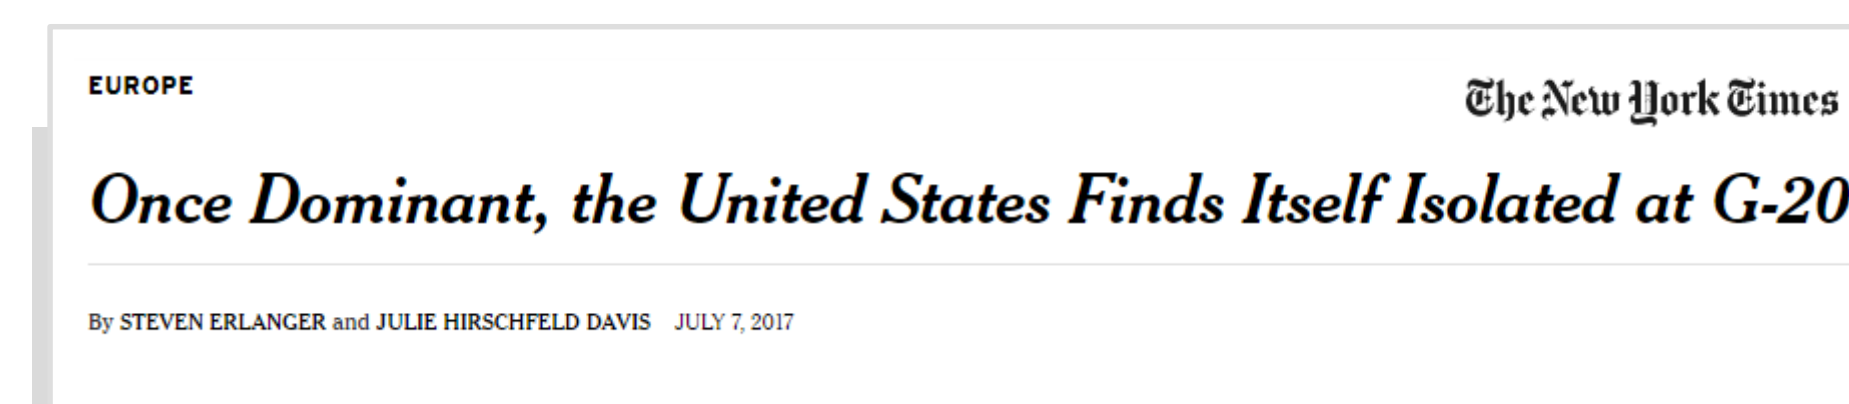 EUROPE
The New York Times
Once Dominant, the United States Finds Itself Isolated at G-20
By STEVEN ERLANGER and JULIE HIRSCHFELD DAVIS JULY 7, 2017